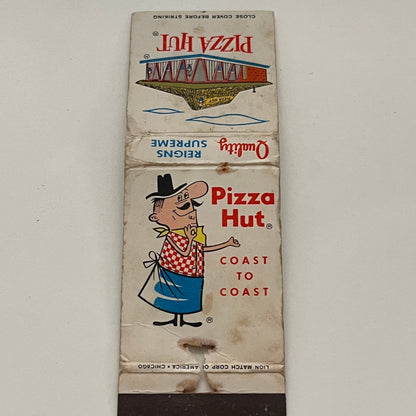 CLOSE COVER BEFORE STRIKING
PIZZA HUT®
Quality
REIGNS
SUPREME
Pizza
Hut®
COAST
TO
COAST
®
LION MATCH CORP. OF AMERICA • CHICAGO